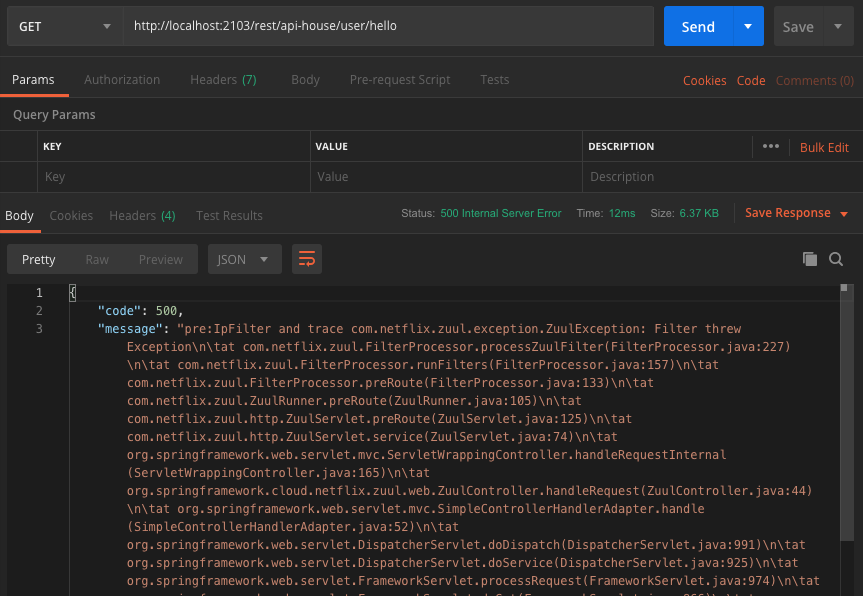 GET http://localhost:2103/rest/api-house/user/hello Send Save
Params Authorization Headers (7) Body Pre-request Script Tests Cookies Code Comments (0)
Query Params
KEY VALUE DESCRIPTION ••• Bulk Edit
Key Value Description
Body Cookies Headers (4) Test Results Status: 500 Internal Server Error Time: 12ms Size: 6.37 KB Save Response
Pretty Raw Preview JSON
1 {
2 "code": 500,
3 "message": "pre:IpFilter and trace com.netflix.zuul.exception.ZuulException: Filter threw
Exception\n\tat com.netflix.zuul.FilterProcessor.processZuulFilter(FilterProcessor.java:227)
\n\tat com.netflix.zuul.FilterProcessor.runFilters(FilterProcessor.java:157)\n\tat
com.netflix.zuul.FilterProcessor.preRoute(FilterProcessor.java:133)\n\tat
com.netflix.zuul.ZuulRunner.preRoute(ZuulRunner.java:105)\n\tat
com.netflix.zuul.http.ZuulServlet.preRoute(ZuulServlet.java:125)\n\tat
com.netflix.zuul.http.ZuulServlet.service(ZuulServlet.java:74)\n\tat
org.springframework.web.servlet.mvc.ServletWrappingController.handleRequestInternal
(ServletWrappingController.java:165)\n\tat
org.springframework.cloud.netflix.zuul.web.ZuulController.handleRequest(ZuulController.java:44)
\n\tat org.springframework.web.servlet.mvc.SimpleControllerHandlerAdapter.handle
(SimpleControllerHandlerAdapter.java:52)\n\tat
org.springframework.web.servlet.DispatcherServlet.doDispatch(DispatcherServlet.java:991)\n\tat
org.springframework.web.servlet.DispatcherServlet.doService(DispatcherServlet.java:925)\n\tat
org.springframework.web.servlet.FrameworkServlet.processRequest(FrameworkServlet.java:974)\n\tat